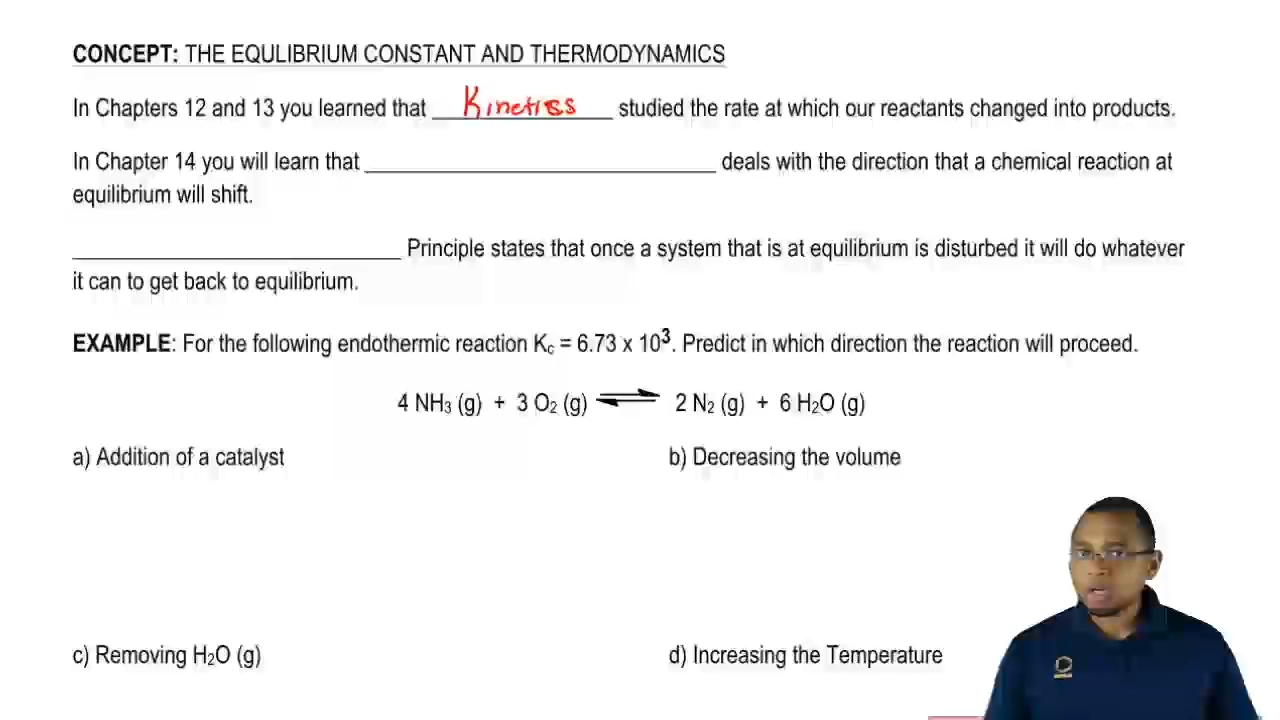 CONCEPT: THE EQULIBRIUM CONSTANT AND THERMODYNAMICS
In Chapters 12 and 13 you learned that Kinetics studied the rate at which our reactants changed into products.
In Chapter 14 you will learn that ____________________ deals with the direction that a chemical reaction at
equilibrium will shift.
____________________ Principle states that once a system that is at equilibrium is disturbed it will do whatever
it can to get back to equilibrium.
EXAMPLE: For the following endothermic reaction Kc = 6.73 x 10³. Predict in which direction the reaction will proceed.
4 NH₃ (g) + 3 O₂ (g) ⇌ 2 N₂ (g) + 6 H₂O (g)
a) Addition of a catalyst b) Decreasing the volume
c) Removing H₂O (g) d) Increasing the Temperature